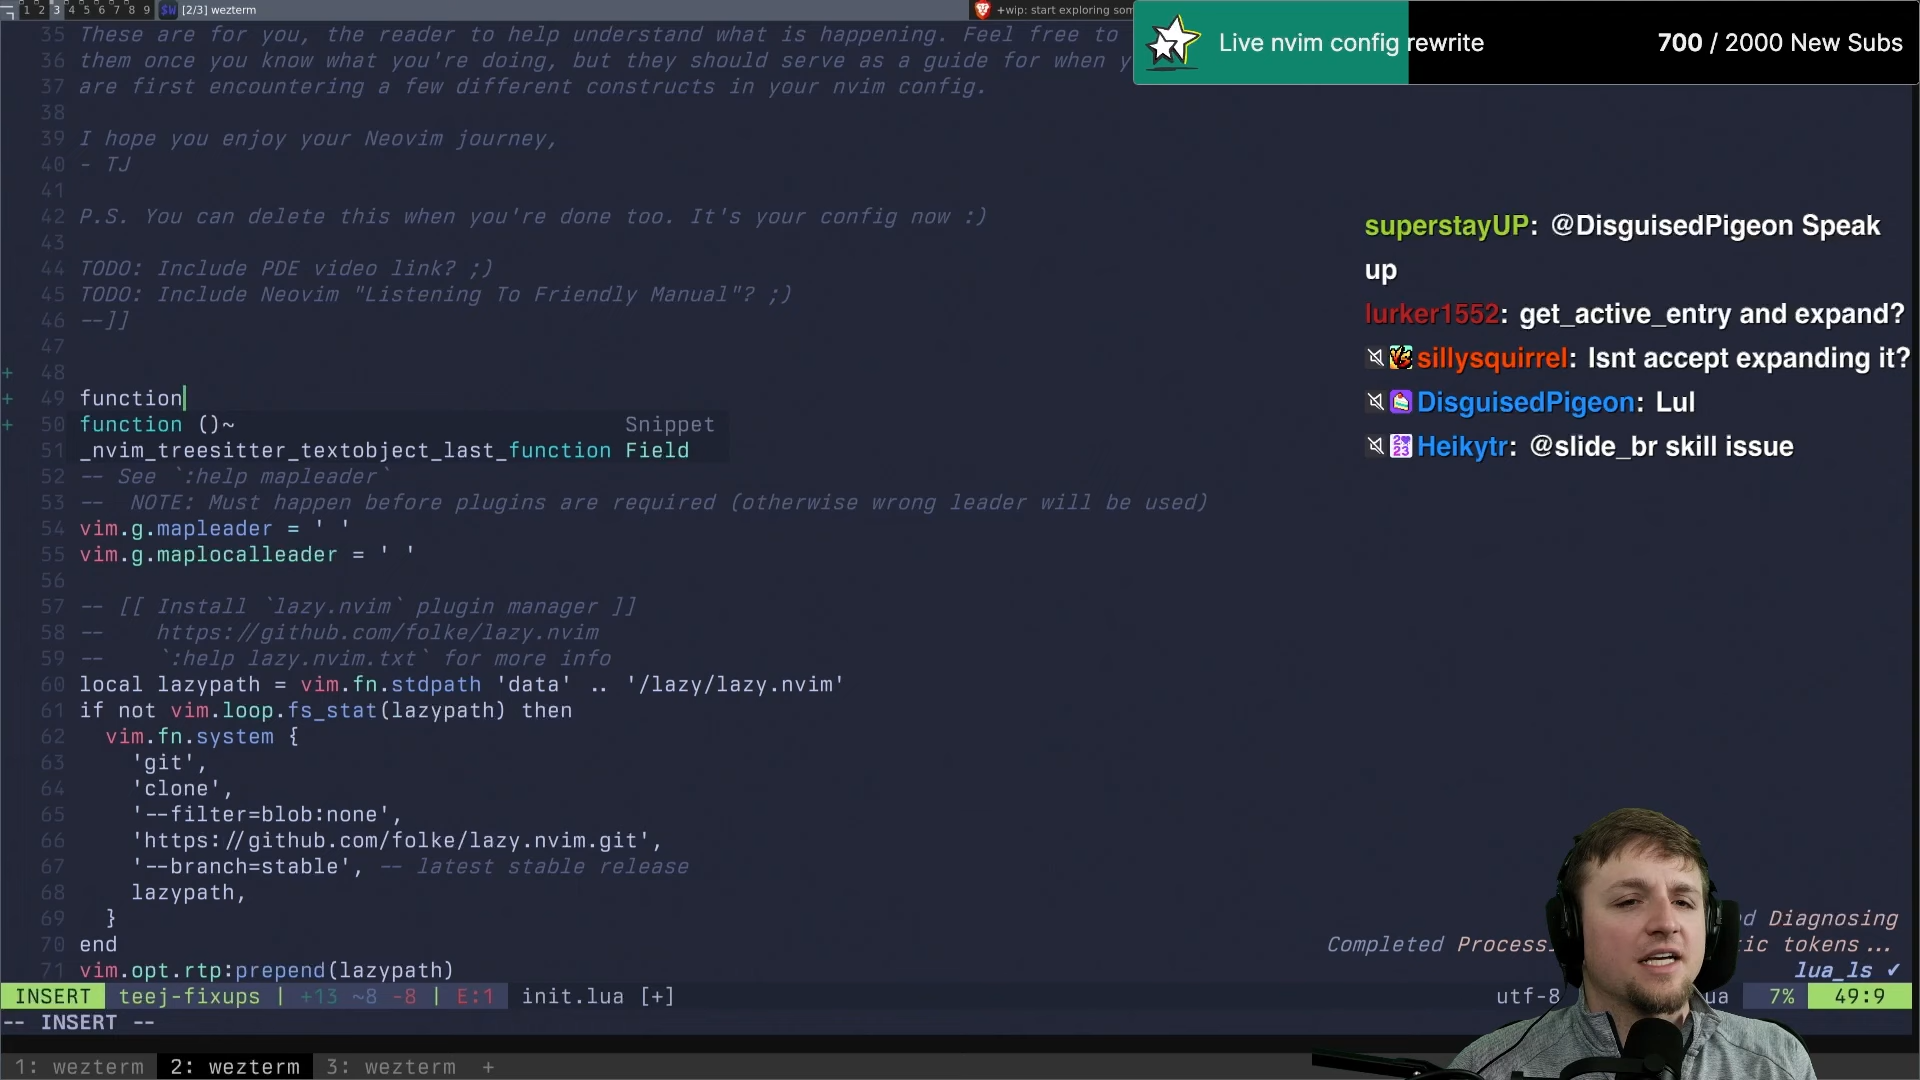 1 2 3 4 5 6 7 8 9 $W [2/3] wezterm
+wip: start exploring som
Live nvim config rewrite 700 / 2000 New Subs
35 These are for you, the reader to help understand what is happening. Feel free to
36 them once you know what you're doing, but they should serve as a guide for when y
37 are first encountering a few different constructs in your nvim config.
38
39 I hope you enjoy your Neovim journey,
40 - TJ
41
42 P.S. You can delete this when you're done too. It's your config now :)
43
44 TODO: Include PDE video link? ;)
45 TODO: Include Neovim "Listening To Friendly Manual"? ;)
46 --]]
47
+ 48
+ 49 function
+ 50 function ()~ Snippet
51 _nvim_treesitter_textobject_last_function Field
52 -- See `:help mapleader`
53 --  NOTE: Must happen before plugins are required (otherwise wrong leader will be used)
54 vim.g.mapleader = ' '
55 vim.g.maplocalleader = ' '
56
57 -- [[ Install `lazy.nvim` plugin manager ]]
58 --    https://github.com/folke/lazy.nvim
59 --    `:help lazy.nvim.txt` for more info
60 local lazypath = vim.fn.stdpath 'data' .. '/lazy/lazy.nvim'
61 if not vim.loop.fs_stat(lazypath) then
62   vim.fn.system {
63     'git',
64     'clone',
65     '--filter=blob:none',
66     'https://github.com/folke/lazy.nvim.git',
67     '--branch=stable', -- latest stable release
68     lazypath,
69   }
70 end
71 vim.opt.rtp:prepend(lazypath)
superstayUP: @DisguisedPigeon Speak
up
lurker1552: get_active_entry and expand?
sillysquirrel: Isnt accept expanding it?
DisguisedPigeon: Lul
Heikytr: @slide_br skill issue
d Diagnosing
Completed Process tic tokens...
lua_ls ✓
INSERT teej-fixups | +13 ~8 -8 | E:1 init.lua [+] utf-8 ua 7% 49:9
-- INSERT --
1: wezterm 2: wezterm 3: wezterm +